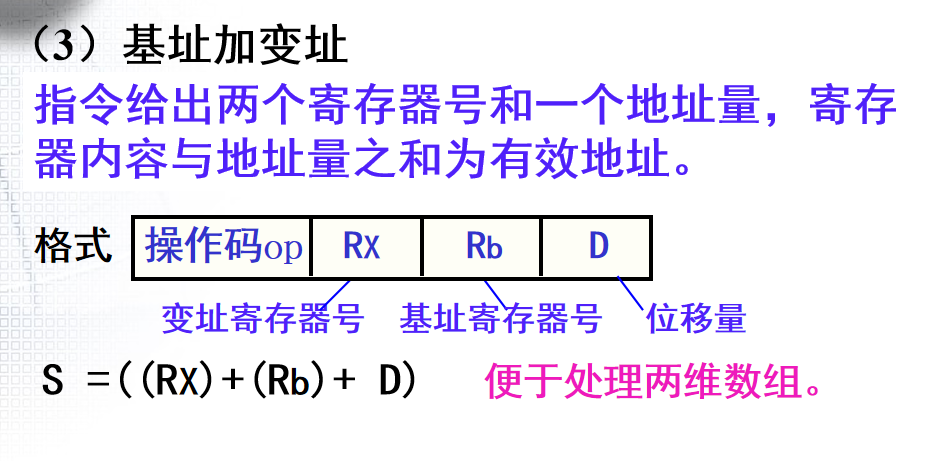 （3）基址加变址
指令给出两个寄存器号和一个地址量，寄存
器内容与地址量之和为有效地址。
格式 操作码op RX Rb D
变址寄存器号 基址寄存器号 位移量
S =((RX)+(Rb)+ D) 便于处理两维数组。